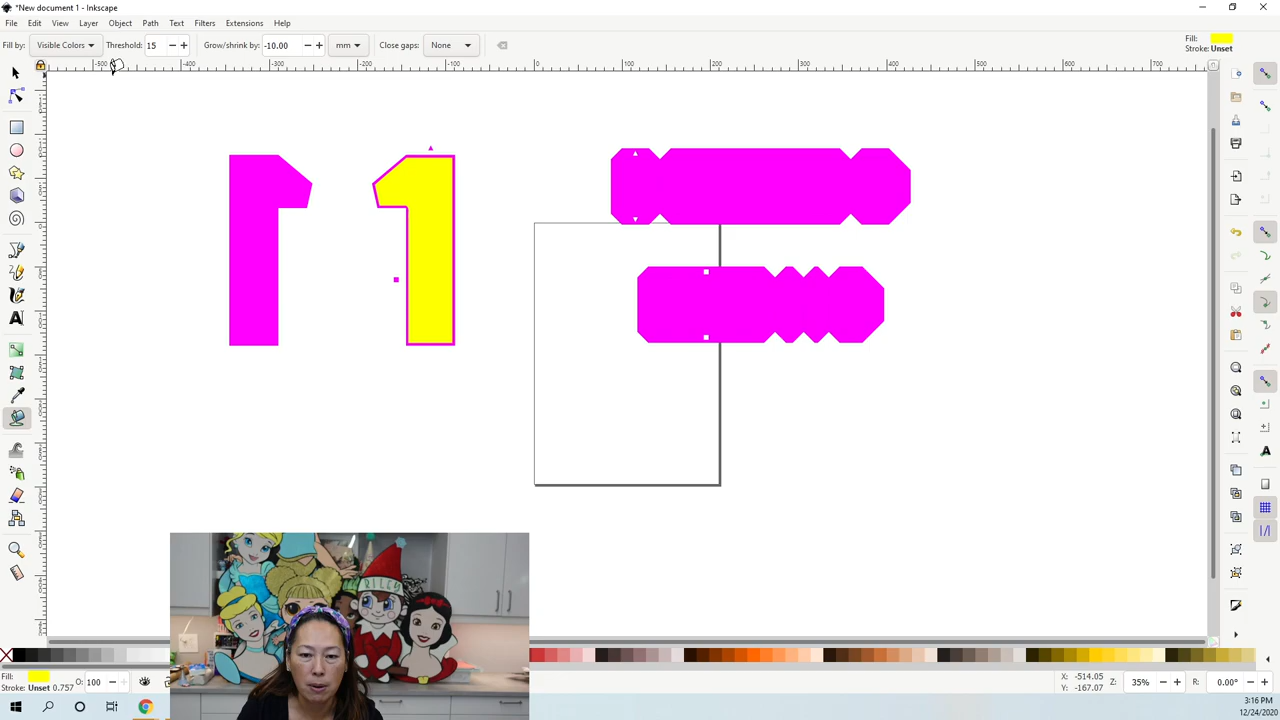 *New document 1 - Inkscape
File Edit View Layer Object Path Text Filters Extensions Help
Fill by: Visible Colors Threshold: 15 Grow/shrink by: -10.00 mm Close gaps: None Fill: Stroke: Unset
-500 -400 -300 -200 -100 0 100 200 300 400 500 600 700
RILEY
Fill: Stroke: Unset 0.757 O: 100 X: -514.05 Y: -167.07 Z: 35% R: 0.00°
3:16 PM
12/24/2020